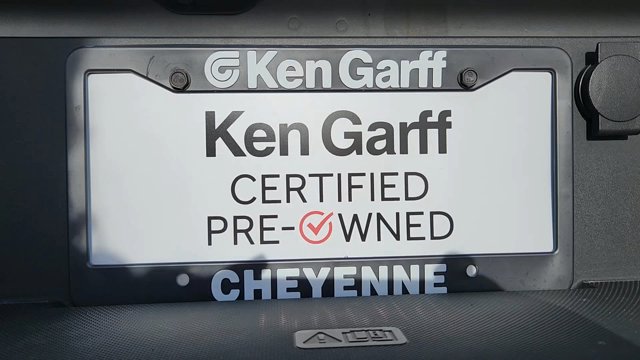 Ken Garff
Ken Garff
CERTIFIED
PRE-OWNED
CHEYENNE